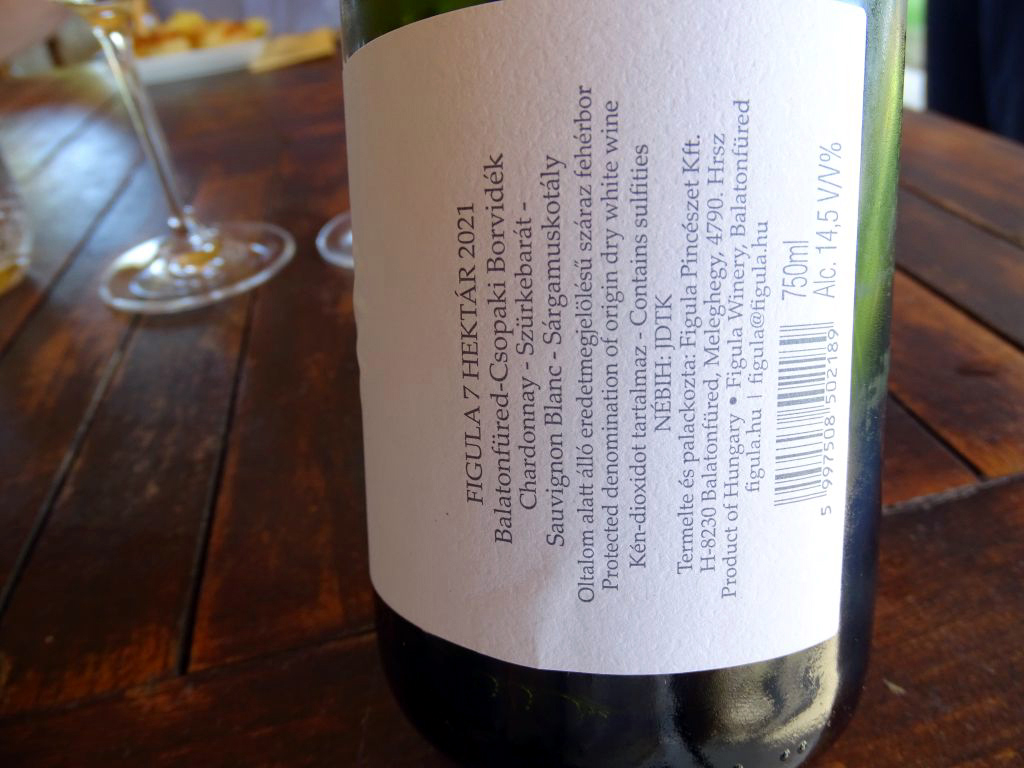 FIGULA 7 HEKTÁR 2021
Balatonfüred-Csopaki Borvidék
Chardonnay - Szürkebarát -
Sauvignon Blanc - Sárgamuskotály
Oltalom alatt álló eredetmegjelölésű száraz fehérbor
Protected denomination of origin dry white wine
Kén-dioxidot tartalmaz - Contains sulfities
NÉBIH: JDTK
Termelte és palackozta: Figula Pincészet Kft.
H-8230 Balatonfüred, Meleghegy, 4790. Hrsz
Product of Hungary • Figula Winery, Balatonfüred
figula.hu | figula@figula.hu
750ml
Alc. 14,5 V/V%
5 997508 502189